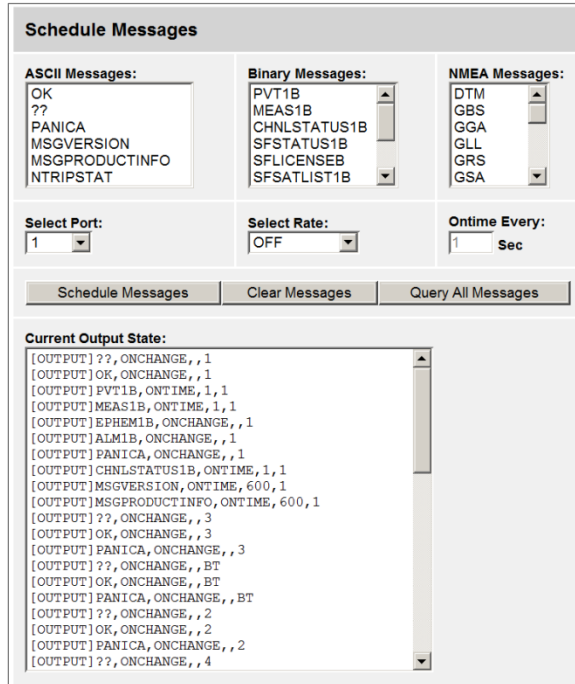 Schedule Messages
ASCII Messages:
OK
??
PANICA
MSGVERSION
MSGPRODUCTINFO
NTRIPSTAT
Binary Messages:
PVT1B
MEAS1B
CHNLSTATUS1B
SFSTATUS1B
SFLICENSEB
SFSATLIST1B
NMEA Messages:
DTM
GBS
GGA
GLL
GRS
GSA
Select Port:
1
Select Rate:
OFF
Ontime Every:
1 Sec
Schedule Messages
Clear Messages
Query All Messages
Current Output State:
[OUTPUT]??,ONCHANGE,,1
[OUTPUT]OK,ONCHANGE,,1
[OUTPUT]PVT1B,ONTIME,1,1
[OUTPUT]MEAS1B,ONTIME,1,1
[OUTPUT]EPHEM1B,ONCHANGE,,1
[OUTPUT]ALM1B,ONCHANGE,,1
[OUTPUT]PANICA,ONCHANGE,,1
[OUTPUT]CHNLSTATUS1B,ONTIME,1,1
[OUTPUT]MSGVERSION,ONTIME,600,1
[OUTPUT]MSGPRODUCTINFO,ONTIME,600,1
[OUTPUT]??,ONCHANGE,,3
[OUTPUT]OK,ONCHANGE,,3
[OUTPUT]PANICA,ONCHANGE,,3
[OUTPUT]??,ONCHANGE,,BT
[OUTPUT]OK,ONCHANGE,,BT
[OUTPUT]PANICA,ONCHANGE,,BT
[OUTPUT]??,ONCHANGE,,2
[OUTPUT]OK,ONCHANGE,,2
[OUTPUT]PANICA,ONCHANGE,,2
[OUTPUT]??,ONCHANGE,,4